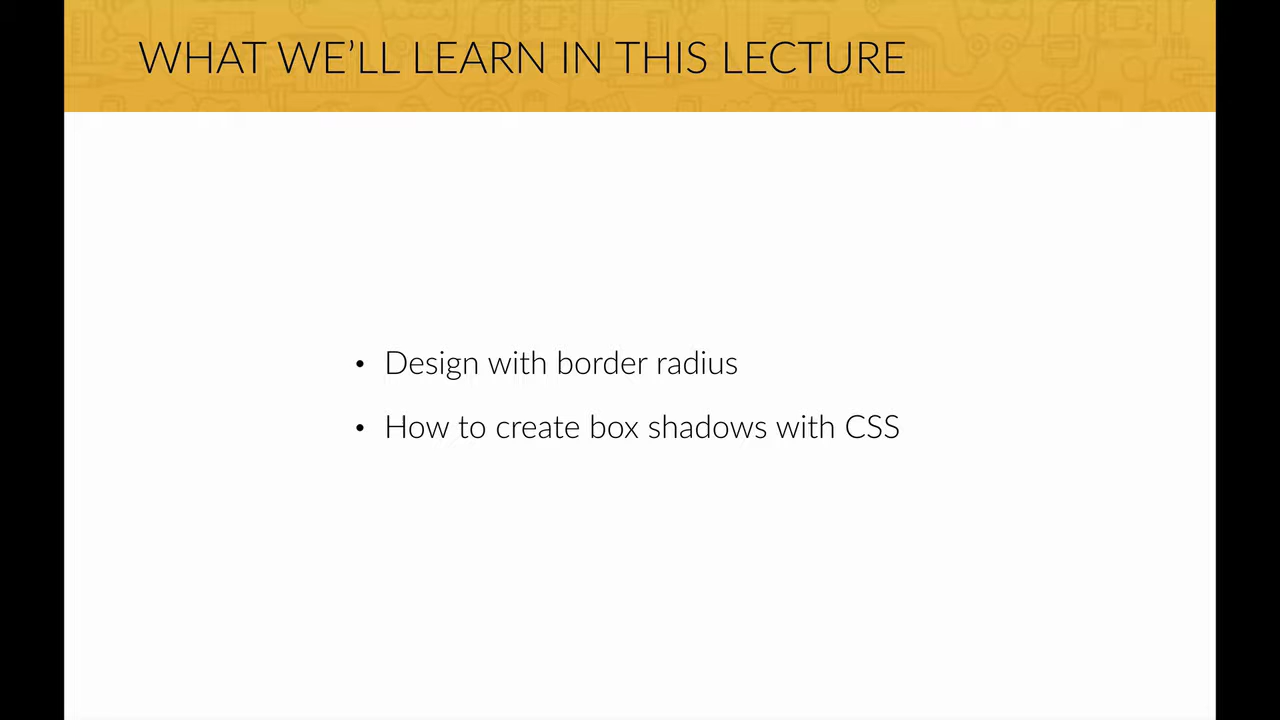 WHAT WE’LL LEARN IN THIS LECTURE
• Design with border radius
• How to create box shadows with CSS